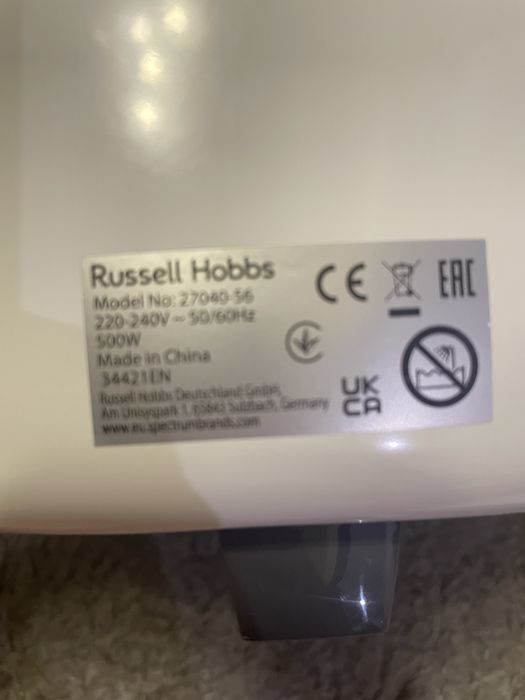 Russell Hobbs
Model No: 27040-56
220-240V ~ 50/60Hz
500W
Made in China
34421EN
Russell Hobbs Deutschland GmbH,
Am Unisyspark 1, 65843 Sulzbach, Germany
www.eu.spectrumbrands.com
CE
EAC
UK
CA